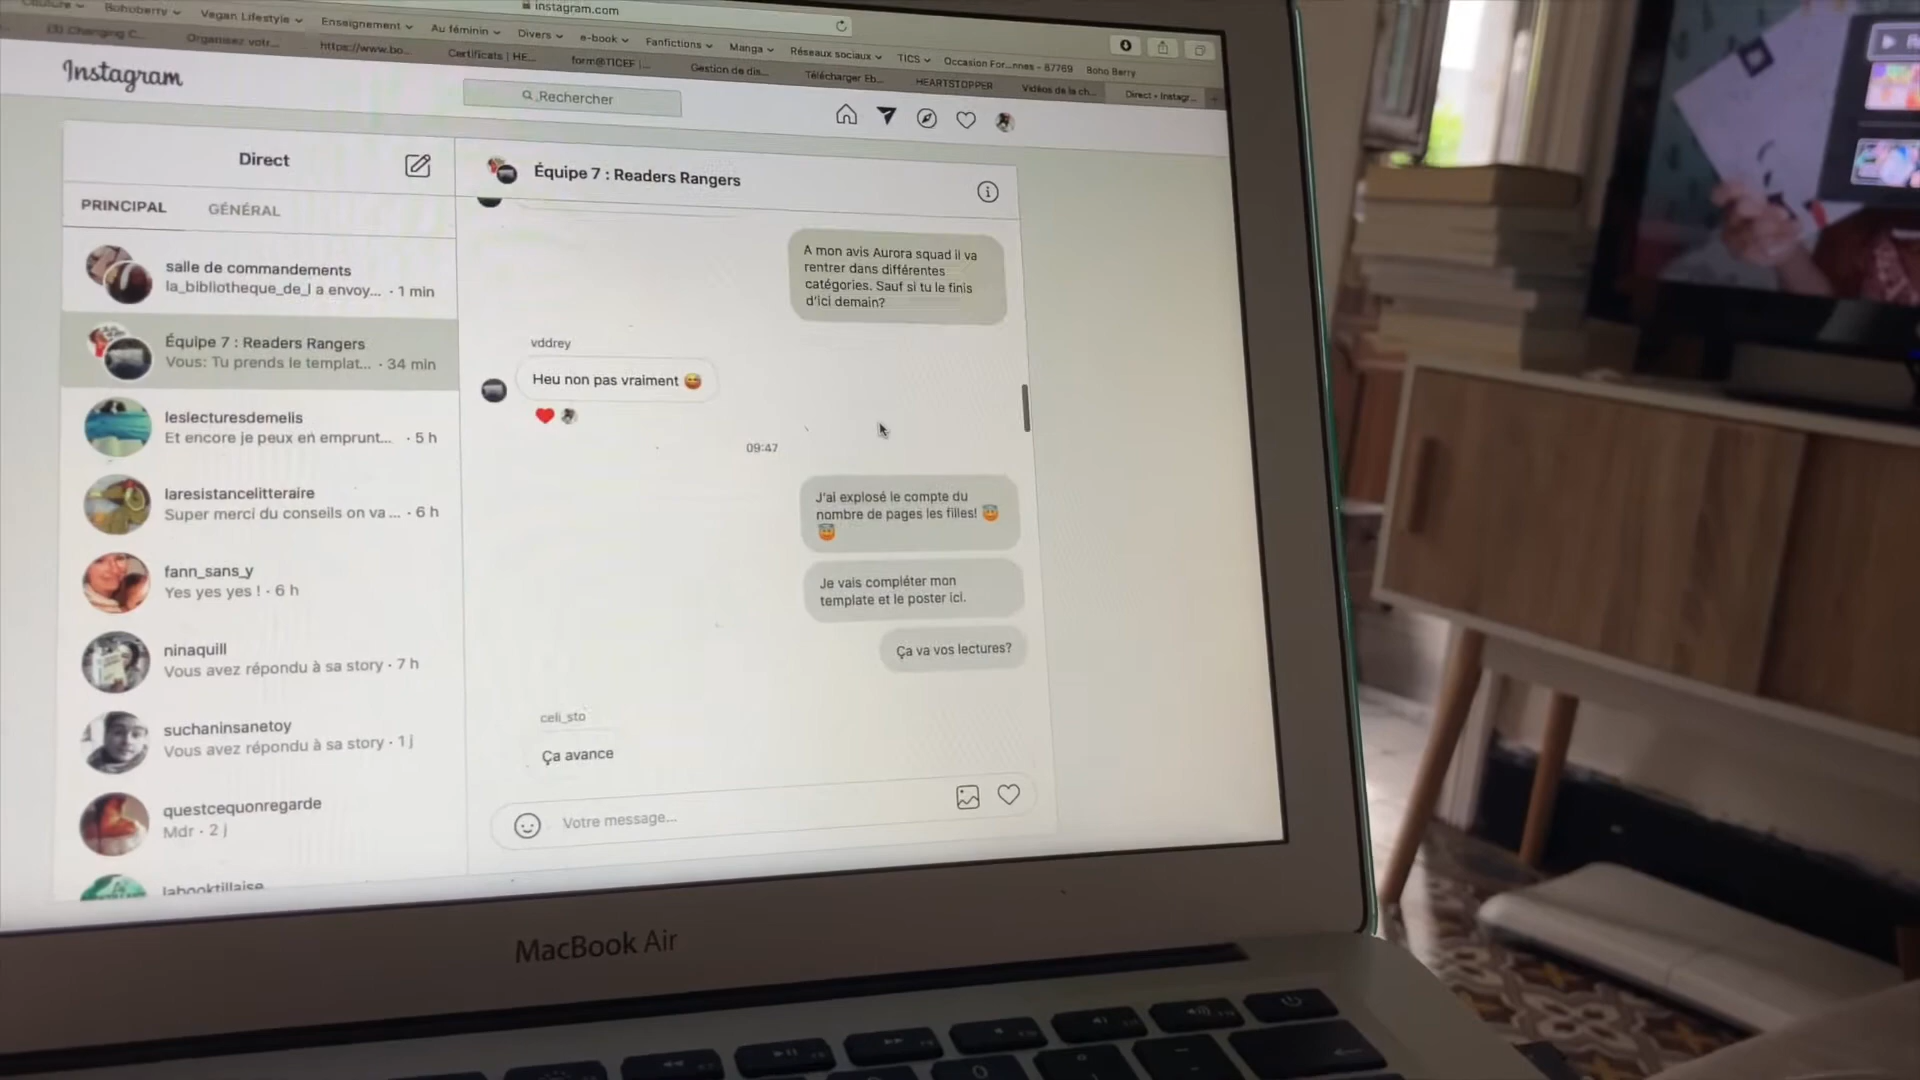 instagram.com
Bohoberry
Vegan Lifestyle
Enseignement
Au féminin
Divers
e-book
Fanfictions
Manga
Réseaux sociaux
TICS
Occasion For...nnes - 87769
Boho Berry
Changing C...
Organisez votr...
https://www.bo...
Certificats | HE...
form@TICEF |...
Gestion de dis...
Télécharger Eb...
HEARTSTOPPER
Vidéos de la ch...
Direct • Instagr...
Instagram
Rechercher
Direct
PRINCIPAL
GÉNÉRAL
salle de commandements
la_bibliotheque_de_l a envoy... · 1 min
Équipe 7 : Readers Rangers
Vous: Tu prends le templat... · 34 min
leslecturesdemelis
Et encore je peux en emprunt... · 5 h
laresistancelitteraire
Super merci du conseils on va ... · 6 h
fann_sans_y
Yes yes yes ! · 6 h
ninaquill
Vous avez répondu à sa story · 7 h
suchaninsanetoy
Vous avez répondu à sa story · 1 j
questcequonregarde
Mdr · 2 j
labooktillaise
Équipe 7 : Readers Rangers
A mon avis Aurora squad il va
rentrer dans différentes
catégories. Sauf si tu le finis
d'ici demain?
vddrey
Heu non pas vraiment 😅
09:47
J'ai explosé le compte du
nombre de pages les filles! 😇
😇
Je vais compléter mon
template et le poster ici.
Ça va vos lectures?
celi_sto
Ça avance
Votre message...
MacBook Air